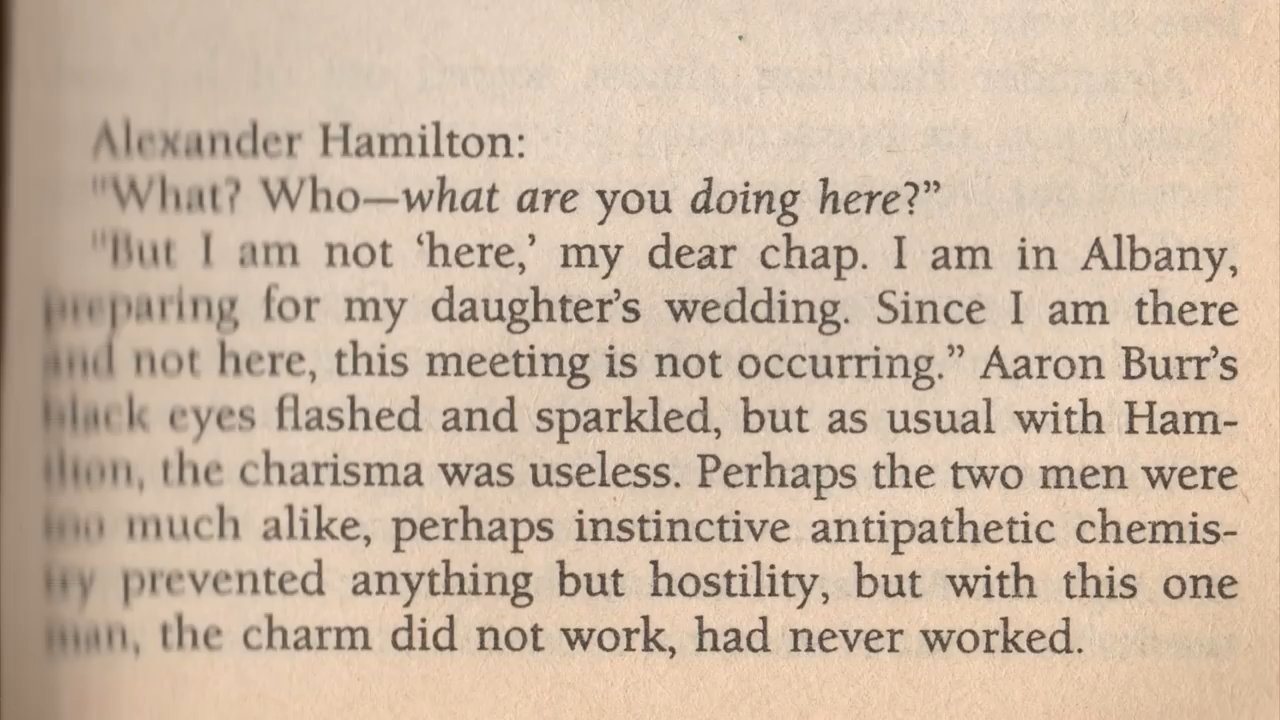 Alexander Hamilton:
"What? Who—what are you doing here?”
"But I am not ‘here,’ my dear chap. I am in Albany,
preparing for my daughter’s wedding. Since I am there
and not here, this meeting is not occurring.” Aaron Burr’s
black eyes flashed and sparkled, but as usual with Ham-
ilton, the charisma was useless. Perhaps the two men were
too much alike, perhaps instinctive antipathetic chemis-
try prevented anything but hostility, but with this one
man, the charm did not work, had never worked.